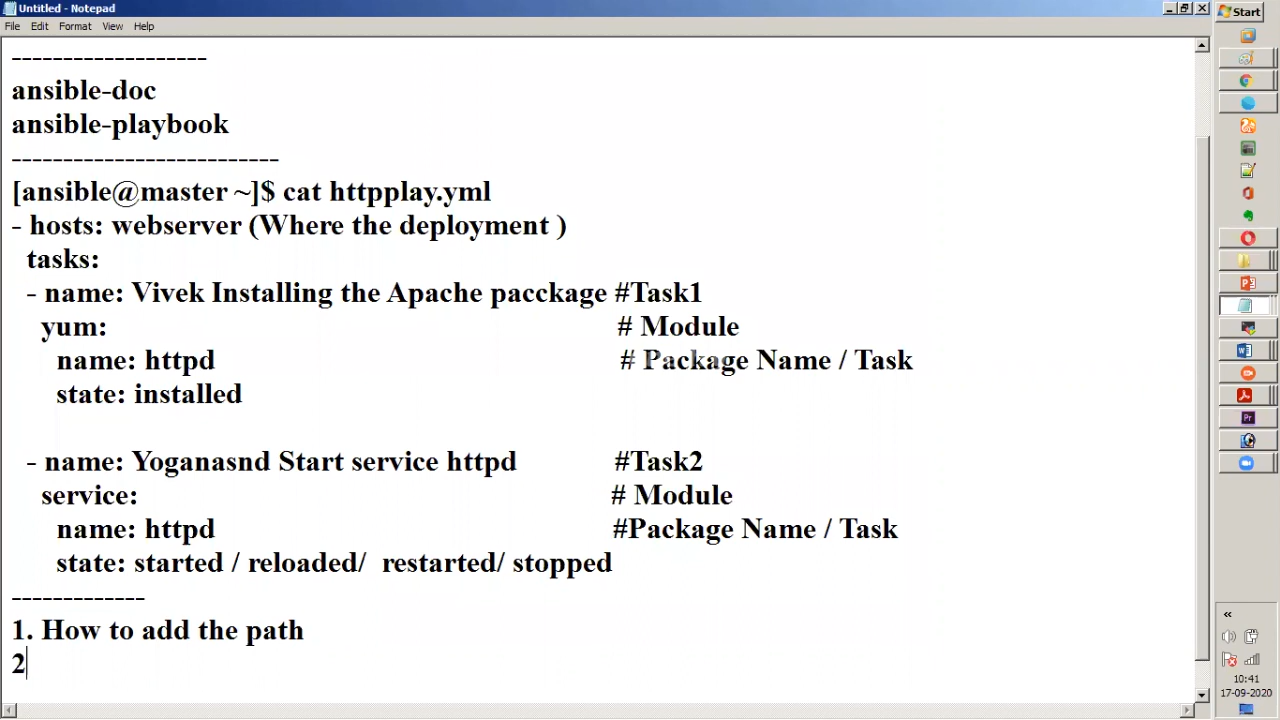 Untitled - Notepad
File Edit Format View Help
-------------------
ansible-doc
ansible-playbook
--------------------------
[ansible@master ~]$ cat httpplay.yml
- hosts: webserver (Where the deployment )
  tasks:
  - name: Vivek Installing the Apache pacckage #Task1
    yum: # Module
      name: httpd # Package Name / Task
      state: installed
  - name: Yoganasnd Start service httpd #Task2
    service: # Module
      name: httpd #Package Name / Task
      state: started / reloaded/  restarted/ stopped
-------------
1. How to add the path
2
Start
«
10:41
17-09-2020